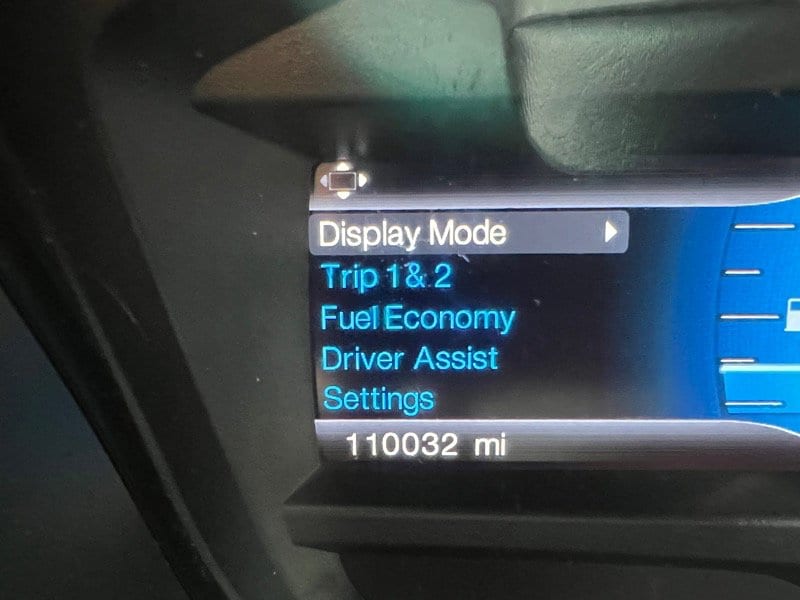 Display Mode
Trip 1 & 2
Fuel Economy
Driver Assist
Settings
110032 mi